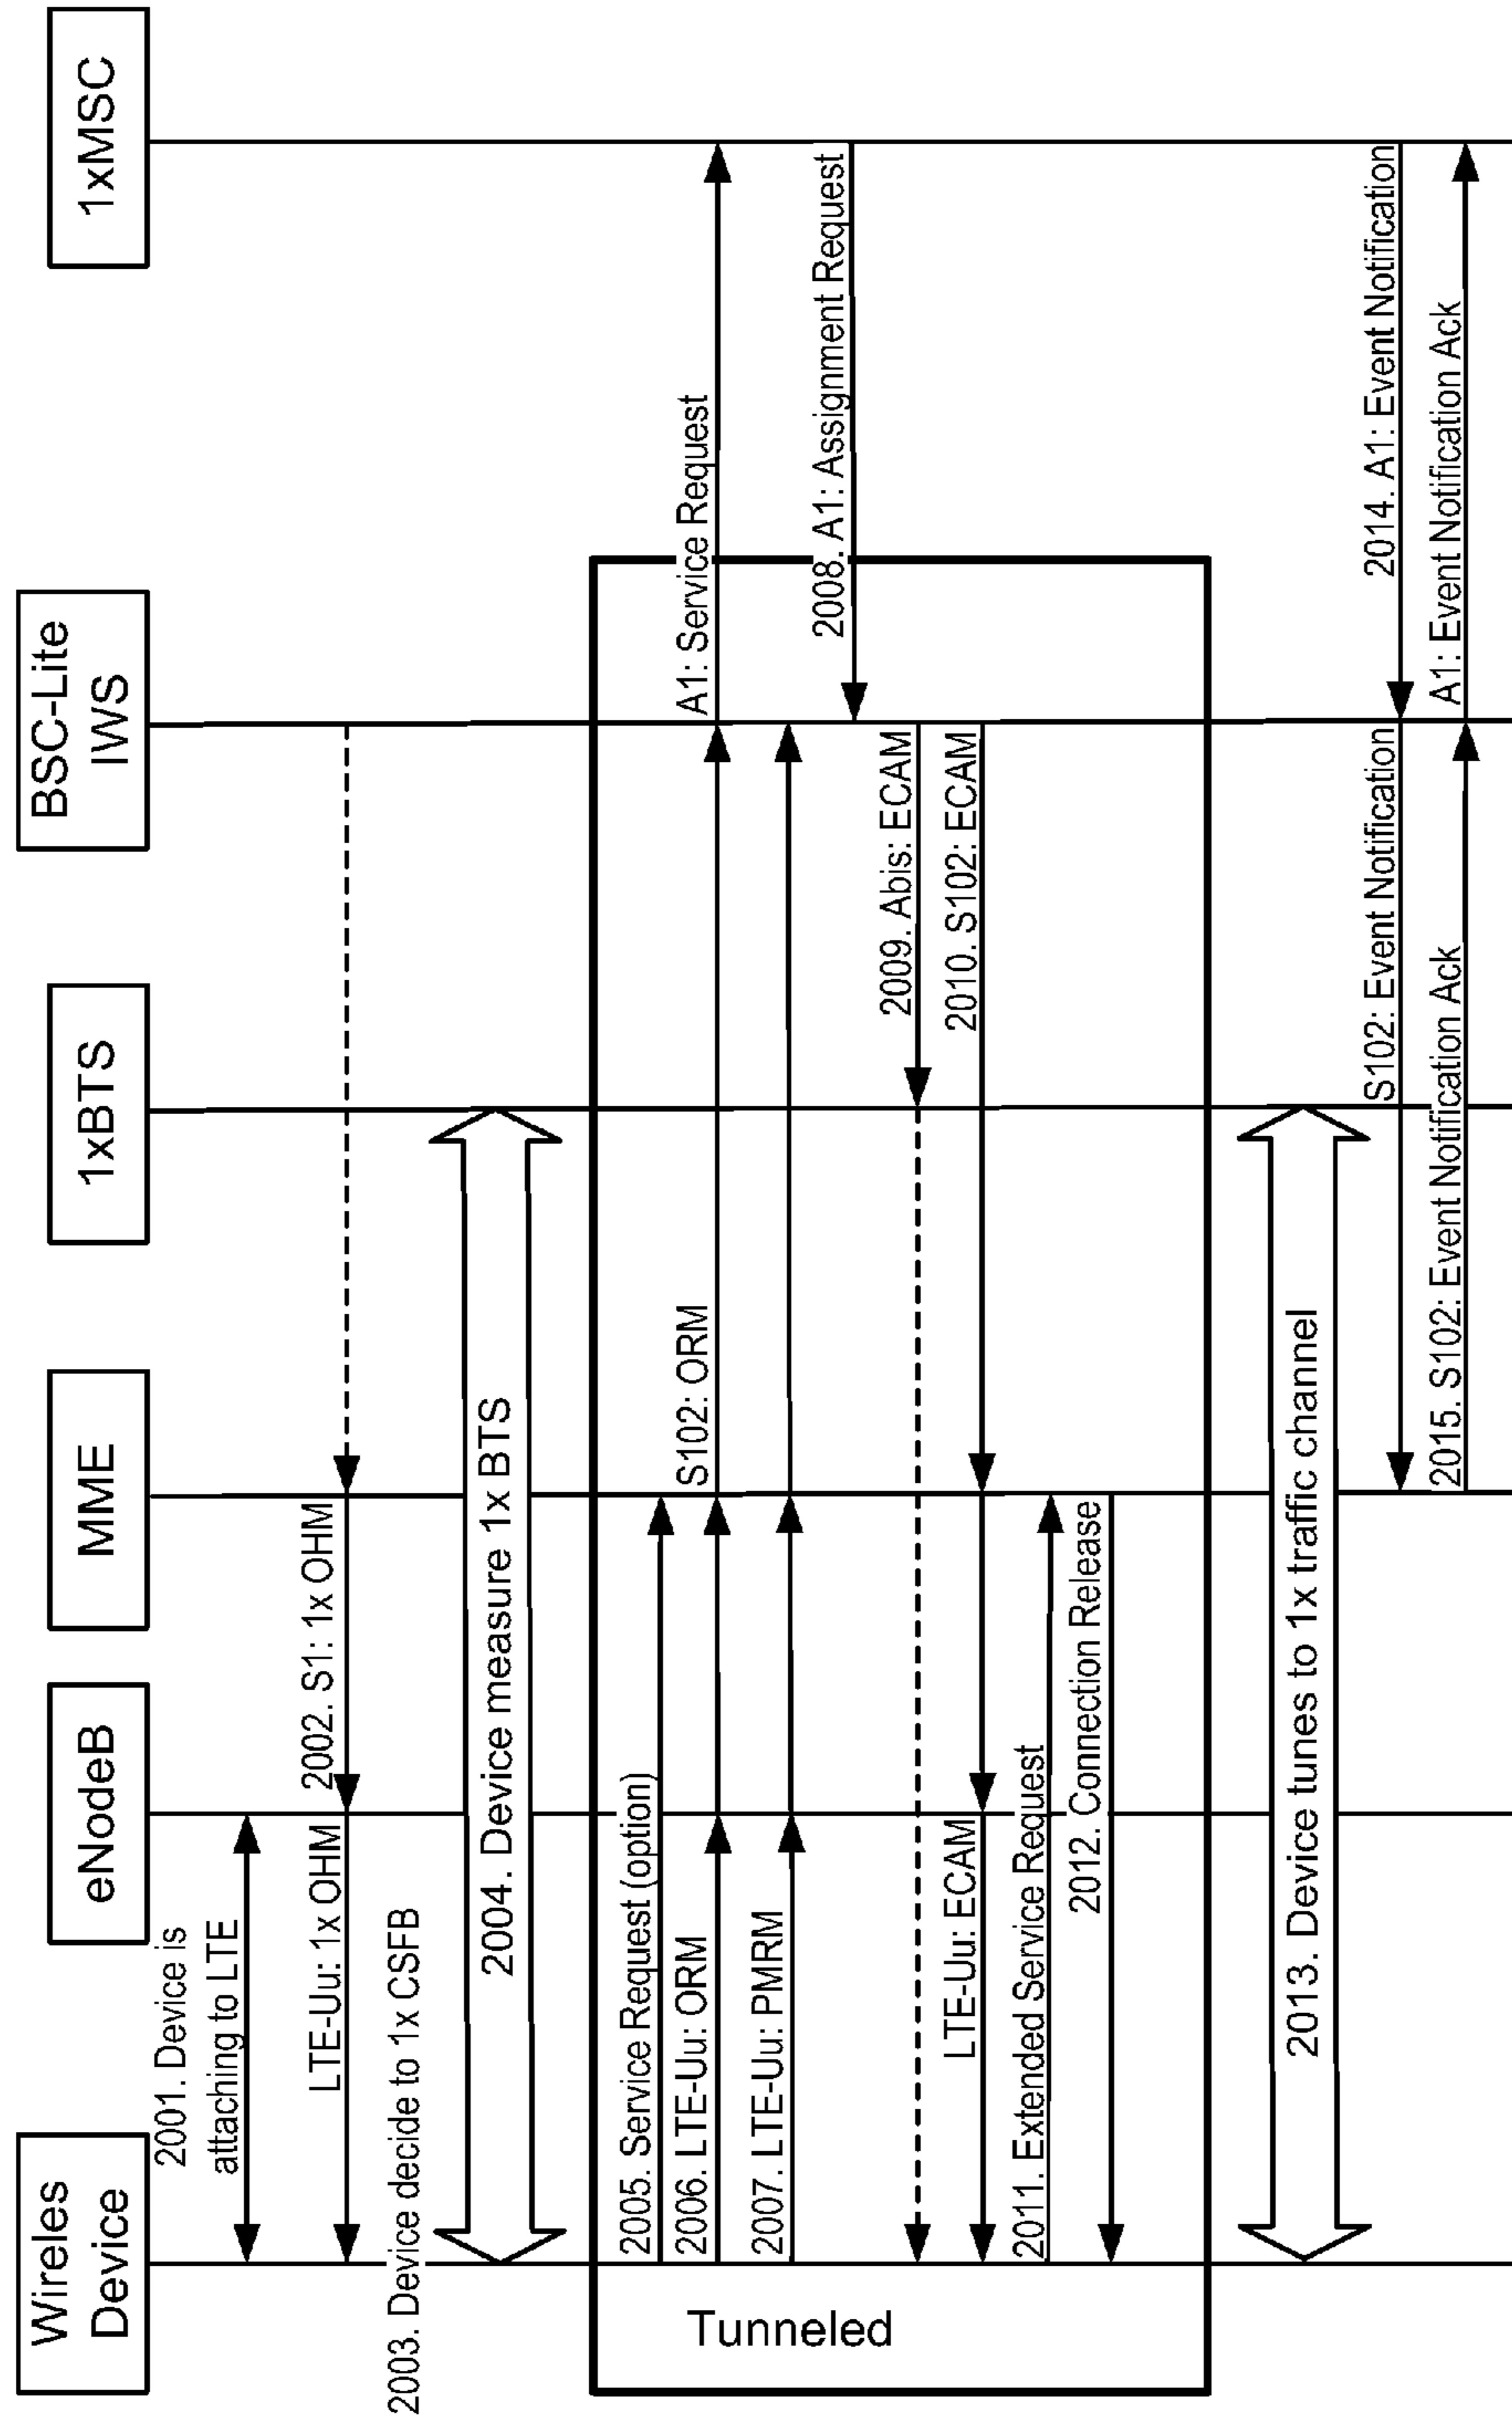 Wireles
Device
eNodeB
MME
1xBTS
BSC-Lite
IWS
1xMSC
2001. Device is
attaching to LTE
LTE-Uu: 1x OHM
2002. S1: 1x OHM
2003. Device decide to 1x CSFB
2004. Device measure 1x BTS
Tunneled
2005. Service Request (option)
2006. LTE-Uu: ORM
S102: ORM
A1: Service Request
2007. LTE-Uu: PMRM
2008. A1: Assignment Request
2009. Abis: ECAM
LTE-Uu: ECAM
2010. S102: ECAM
2011. Extended Service Request
2012. Connection Release
2013. Device tunes to 1x traffic channel
S102: Event Notification
2014. A1: Event Notification
2015. S102: Event Notification Ack
A1: Event Notification Ack